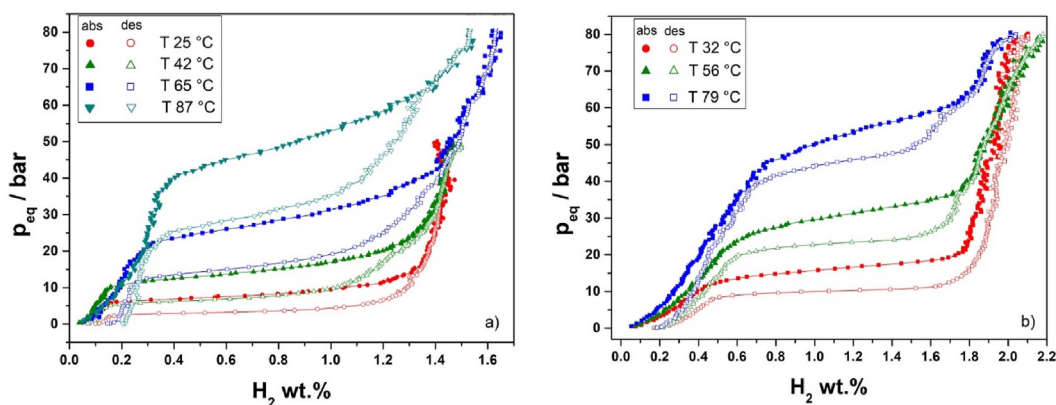 abs des
T 25 °C
T 42 °C
T 65 °C
T 87 °C
80
70
60
50
40
30
20
10
0
p eq / bar
0.0 0.2 0.4 0.6 0.8 1.0 1.2 1.4 1.6
H2 wt.%
a)
abs des
T 32 °C
T 56 °C
T 79 °C
80
70
60
50
40
30
20
10
0
p eq / bar
0.0 0.2 0.4 0.6 0.8 1.0 1.2 1.4 1.6 1.8 2.0 2.2
H2 wt.%
b)